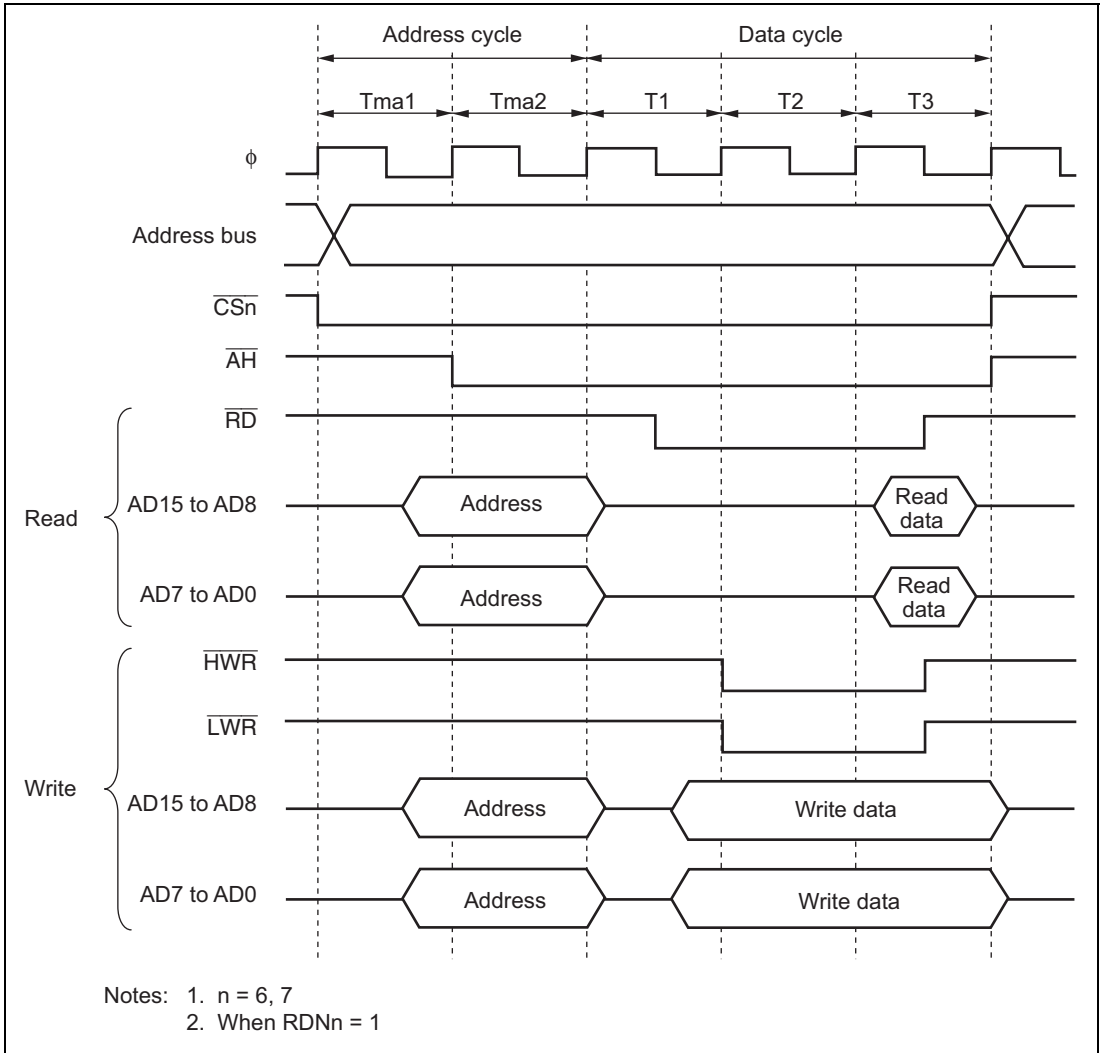 Address cycle
Data cycle
Tma1
Tma2
T1
T2
T3
ϕ
Address bus
CSn
AH
RD
Read
AD15 to AD8
Address
Read
data
AD7 to AD0
Address
Read
data
HWR
LWR
Write
AD15 to AD8
Address
Write data
AD7 to AD0
Address
Write data
Notes: 1. n = 6, 7
2. When RDNn = 1